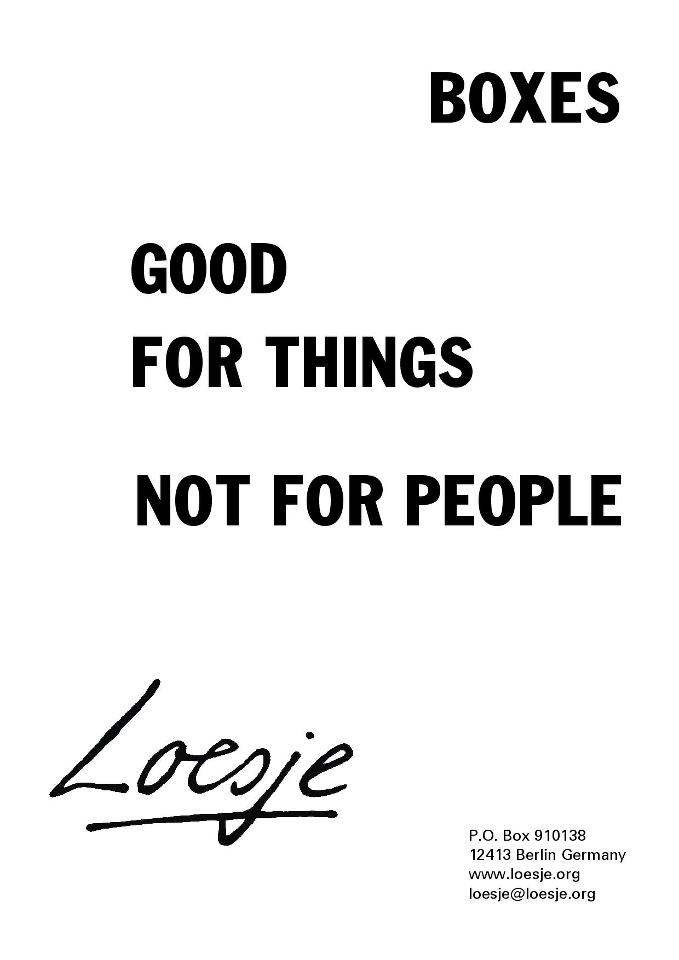 BOXES
GOOD
FOR THINGS
NOT FOR PEOPLE
Loesje
P.O. Box 910138
12413 Berlin Germany
www.loesje.org
loesje@loesje.org